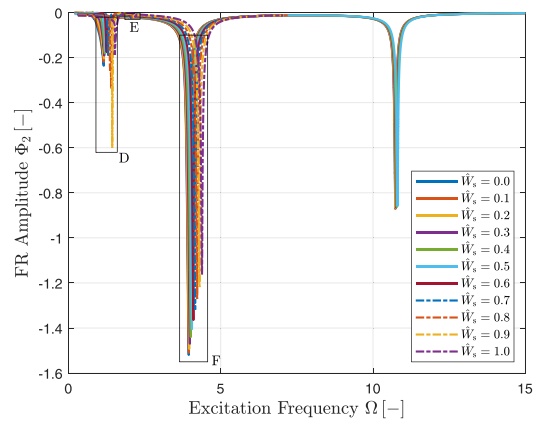 0
-0.2
-0.4
-0.6
-0.8
-1
-1.2
-1.4
-1.6
FR Amplitude Φ₂ [−]
E
D
F
Ŵₛ = 0.0
Ŵₛ = 0.1
Ŵₛ = 0.2
Ŵₛ = 0.3
Ŵₛ = 0.4
Ŵₛ = 0.5
Ŵₛ = 0.6
Ŵₛ = 0.7
Ŵₛ = 0.8
Ŵₛ = 0.9
Ŵₛ = 1.0
0 5 10 15
Excitation Frequency Ω [−]